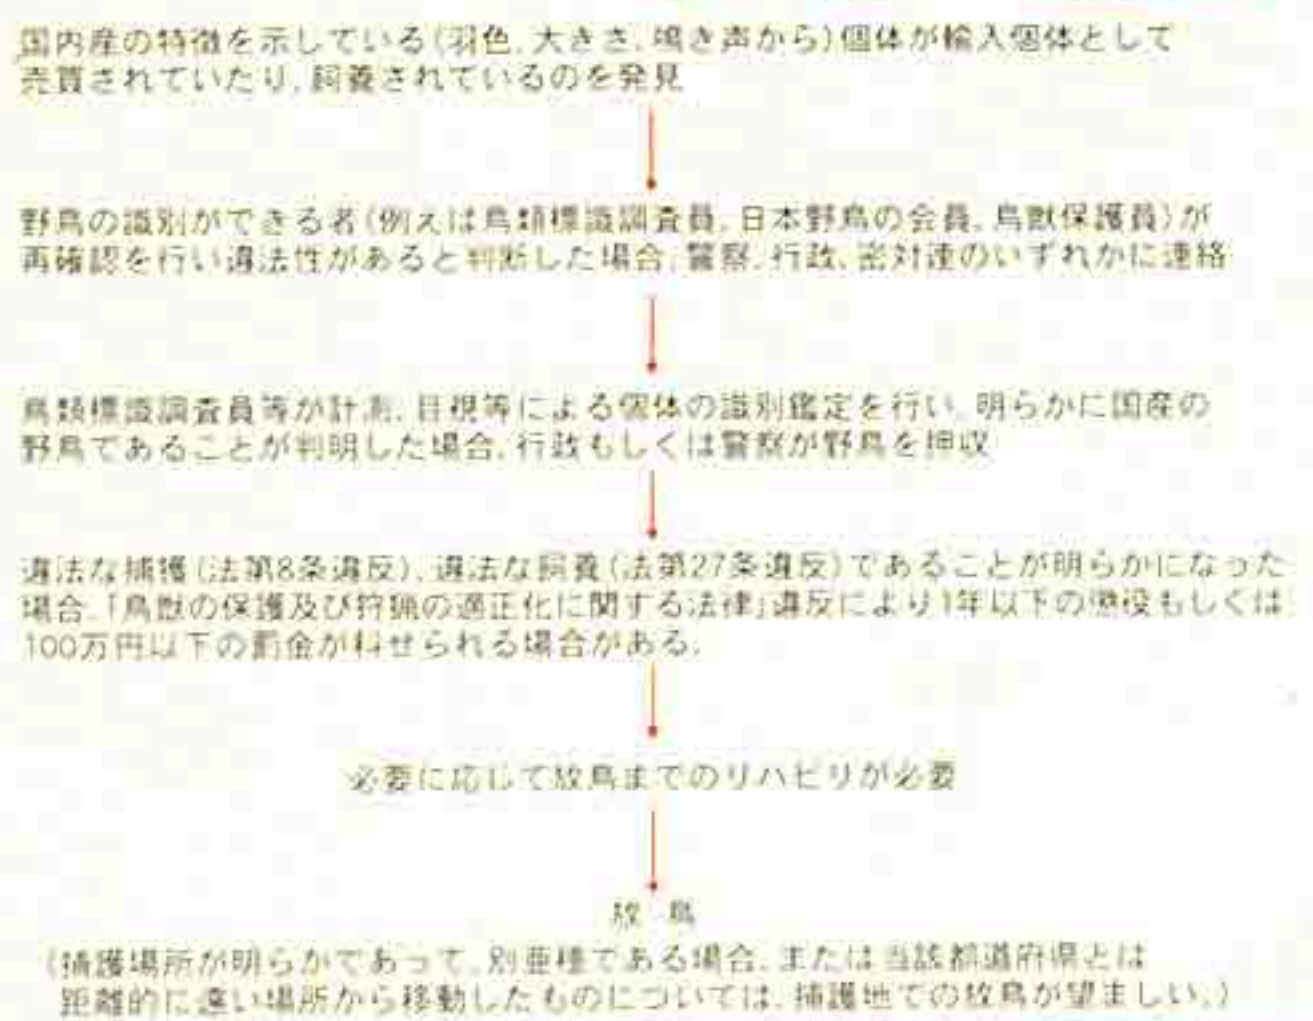 国内産の特徴を示している(羽色、大きさ、鳴き声から)個体が輸入個体として
売買されていたり、飼養されているのを発見
野鳥の識別ができる者(例えば鳥類標識調査員、日本野鳥の会員、鳥獣保護員)が
再確認を行い違法性があると判断した場合、警察、行政、密対連のいずれかに連絡
鳥類標識調査員等が計測、目視等による個体の識別鑑定を行い、明らかに国産の
野鳥であることが判明した場合、行政もしくは警察が野鳥を押収
違法な捕獲(法第8条違反)、違法な飼養(法第27条違反)であることが明らかになった
場合、「鳥獣の保護及び狩猟の適正化に関する法律」違反により1年以下の懲役もしくは
100万円以下の罰金が科せられる場合がある。
必要に応じて放鳥までのリハビリが必要
放 鳥
(捕獲場所が明らかであって、別亜種である場合、または当該都道府県とは
距離的に遠い場所から移動したものについては、捕獲地での放鳥が望ましい。)